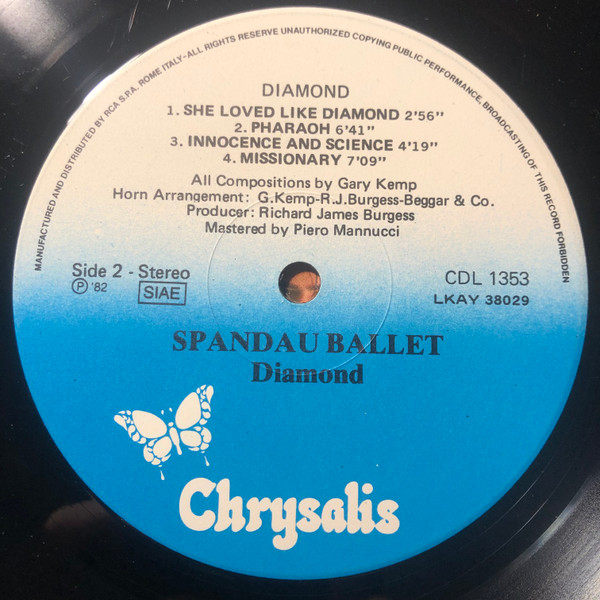 MANUFACTURED AND DISTRIBUTED BY RCA S.P.A. ROME ITALY-ALL RIGHTS RESERVE UNAUTHORIZED COPYING PUBLIC PERFORMANCE, BROADCASTING OF THIS RECORD FORBIDDEN
DIAMOND
1. SHE LOVED LIKE DIAMOND 2'56"
2. PHARAOH 6'41"
3. INNOCENCE AND SCIENCE 4'19"
4. MISSIONARY 7'09"
All Compositions by Gary Kemp
Horn Arrangement: G.Kemp-R.J.Burgess-Beggar & Co.
Producer: Richard James Burgess
Mastered by Piero Mannucci
Side 2 - Stereo
Ⓟ '82
SIAE
CDL 1353
LKAY 38029
SPANDAU BALLET
Diamond
Chrysalis